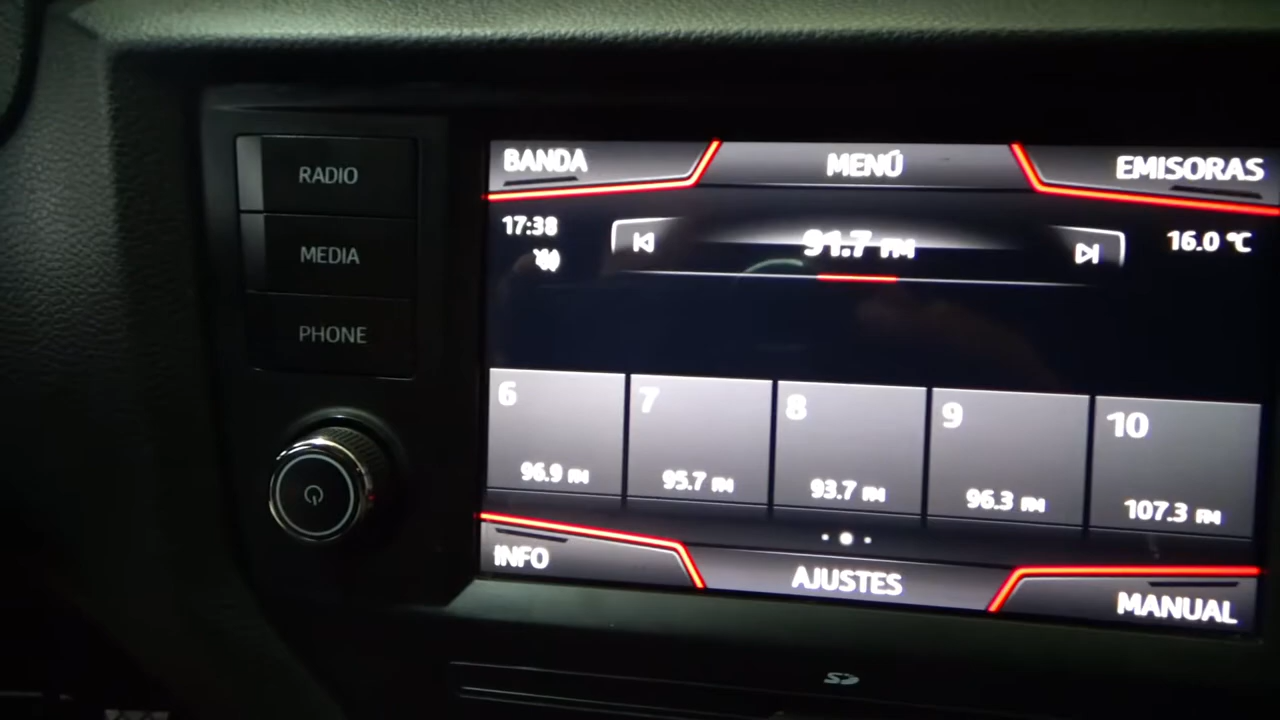 RADIO
MEDIA
PHONE
BANDA
MENÚ
EMISORAS
17:38
91.7 FM
16.0 °C
6
7
8
9
10
96.9 FM
95.7 FM
93.7 FM
96.3 FM
107.3 FM
INFO
AJUSTES
MANUAL
SD